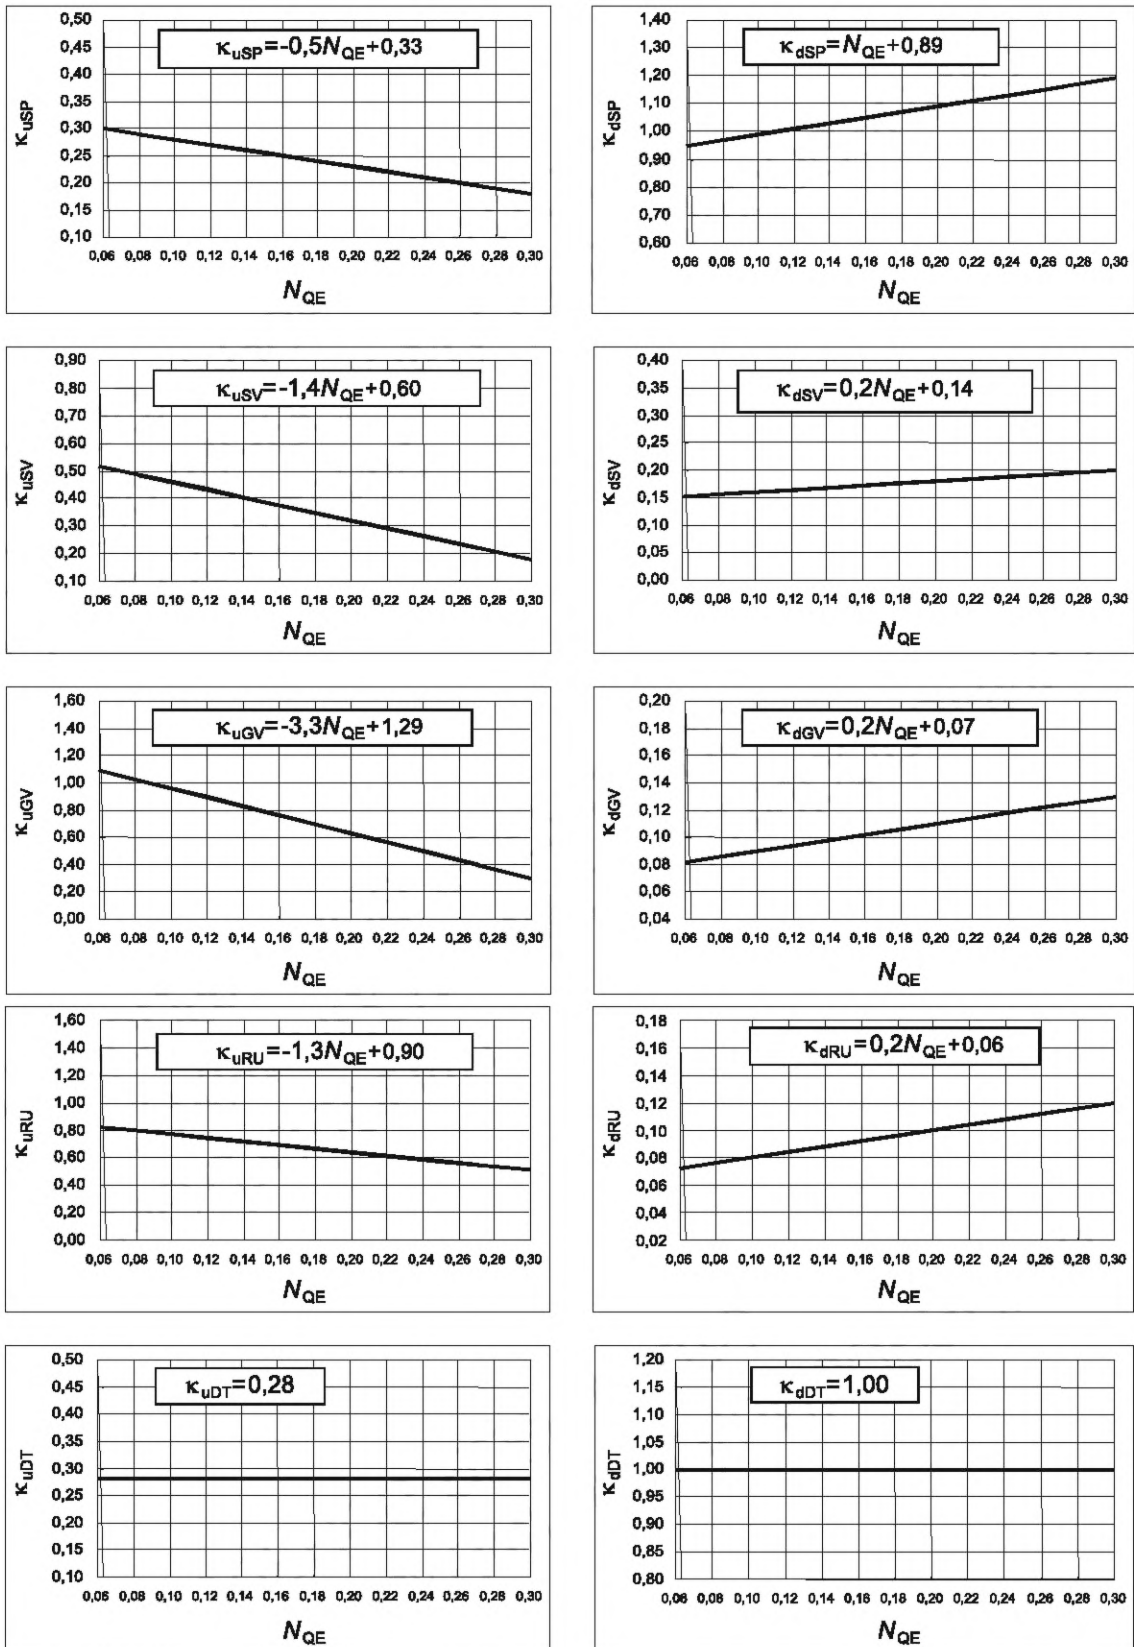 0,50
0,45
0,40
0,35
0,30
0,25
0,20
0,15
0,10
κuSP
κuSP=-0,5NQE+0,33
0,06 0,08 0,10 0,12 0,14 0,16 0,18 0,20 0,22 0,24 0,26 0,28 0,30
NQE
1,40
1,30
1,20
1,10
1,00
0,90
0,80
0,70
0,60
κdSP
κdSP=NQE+0,89
0,06 0,08 0,10 0,12 0,14 0,16 0,18 0,20 0,22 0,24 0,26 0,28 0,30
NQE
0,90
0,80
0,70
0,60
0,50
0,40
0,30
0,20
0,10
κuSV
κuSV=-1,4NQE+0,60
0,06 0,08 0,10 0,12 0,14 0,16 0,18 0,20 0,22 0,24 0,26 0,28 0,30
NQE
0,40
0,35
0,30
0,25
0,20
0,15
0,10
0,05
0,00
κdSV
κdSV=0,2NQE+0,14
0,06 0,08 0,10 0,12 0,14 0,16 0,18 0,20 0,22 0,24 0,26 0,28 0,30
NQE
1,60
1,40
1,20
1,00
0,80
0,60
0,40
0,20
0,00
κuGV
κuGV=-3,3NQE+1,29
0,06 0,08 0,10 0,12 0,14 0,16 0,18 0,20 0,22 0,24 0,26 0,28 0,30
NQE
0,20
0,18
0,16
0,14
0,12
0,10
0,08
0,06
0,04
κdGV
κdGV=0,2NQE+0,07
0,06 0,08 0,10 0,12 0,14 0,16 0,18 0,20 0,22 0,24 0,26 0,28 0,30
NQE
1,60
1,40
1,20
1,00
0,80
0,60
0,40
0,20
0,00
κuRU
κuRU=-1,3NQE+0,90
0,06 0,08 0,10 0,12 0,14 0,16 0,18 0,20 0,22 0,24 0,26 0,28 0,30
NQE
0,18
0,16
0,14
0,12
0,10
0,08
0,06
0,04
0,02
κdRU
κdRU=0,2NQE+0,06
0,06 0,08 0,10 0,12 0,14 0,16 0,18 0,20 0,22 0,24 0,26 0,28 0,30
NQE
0,50
0,45
0,40
0,35
0,30
0,25
0,20
0,15
0,10
κuDT
κuDT=0,28
0,06 0,08 0,10 0,12 0,14 0,16 0,18 0,20 0,22 0,24 0,26 0,28 0,30
NQE
1,20
1,15
1,10
1,05
1,00
0,95
0,90
0,85
0,80
κdDT
κdDT=1,00
0,06 0,08 0,10 0,12 0,14 0,16 0,18 0,20 0,22 0,24 0,26 0,28 0,30
NQE